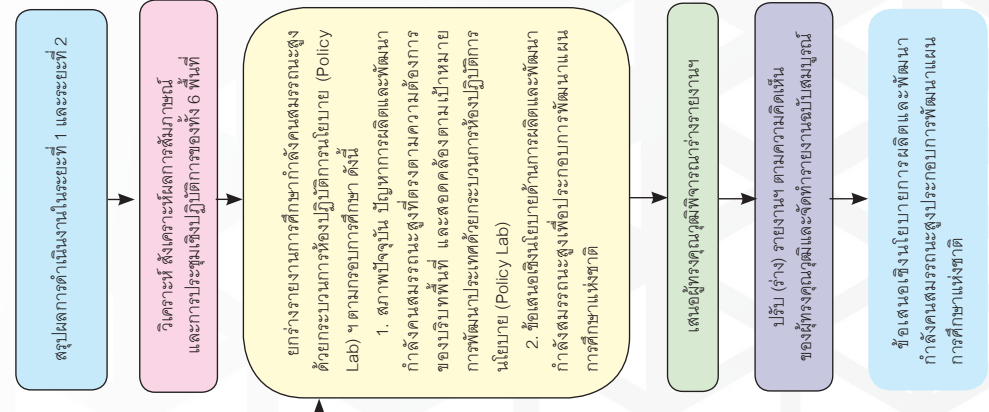 สรุปผลการดำเนินงานในระยะที่ 1 และระยะที่ 2
วิเคราะห์ สังเคราะห์ผลการสัมภาษณ์
และการประชุมเชิงปฏิบัติการของทั้ง 6 พื้นที่
ยกร่างรายงานการศึกษากำลังคนสมรรถนะสูง
ด้วยกระบวนการห้องปฏิบัติการนโยบาย (Policy
Lab) ฯ ตามกรอบการศึกษา ดังนี้
1. สภาพปัจจุบัน ปัญหาการผลิตและพัฒนา
กำลังคนสมรรถนะสูงที่ตรงตามความต้องการ
ของบริบทพื้นที่ และสอดคล้องตามเป้าหมาย
การพัฒนาประเทศด้วยกระบวนการห้องปฏิบัติการ
นโยบาย (Policy Lab)
2. ข้อเสนอเชิงนโยบายด้านการผลิตและพัฒนา
กำลังสมรรถนะสูงเพื่อประกอบการพัฒนาแผน
การศึกษาแห่งชาติ
เสนอผู้ทรงคุณวุฒิพิจารณาร่างรายงานฯ
ปรับ (ร่าง) รายงานฯ ตามความคิดเห็น
ของผู้ทรงคุณวุฒิและจัดทำรายงานฉบับสมบูรณ์
ข้อเสนอเชิงนโยบายการผลิตและพัฒนา
กำลังคนสมรรถนะสูงประกอบการพัฒนาแผน
การศึกษาแห่งชาติ